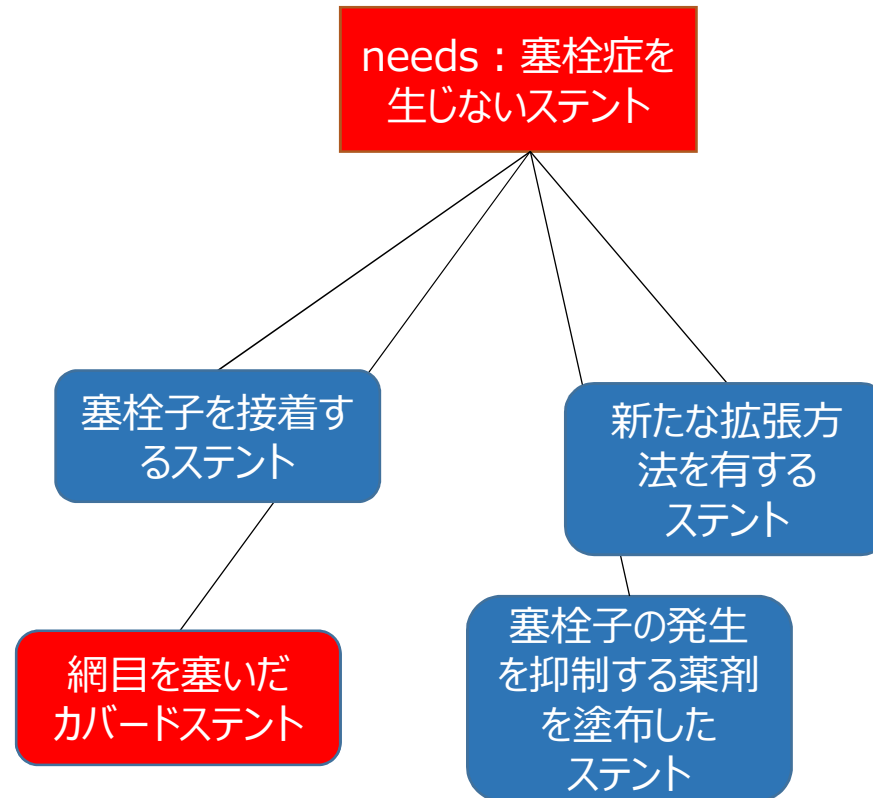 needs：塞栓症を
生じないステント
塞栓子を接着す
るステント
新たな拡張方
法を有する
ステント
網目を塞いだ
カバードステント
塞栓子の発生
を抑制する薬剤
を塗布した
ステント